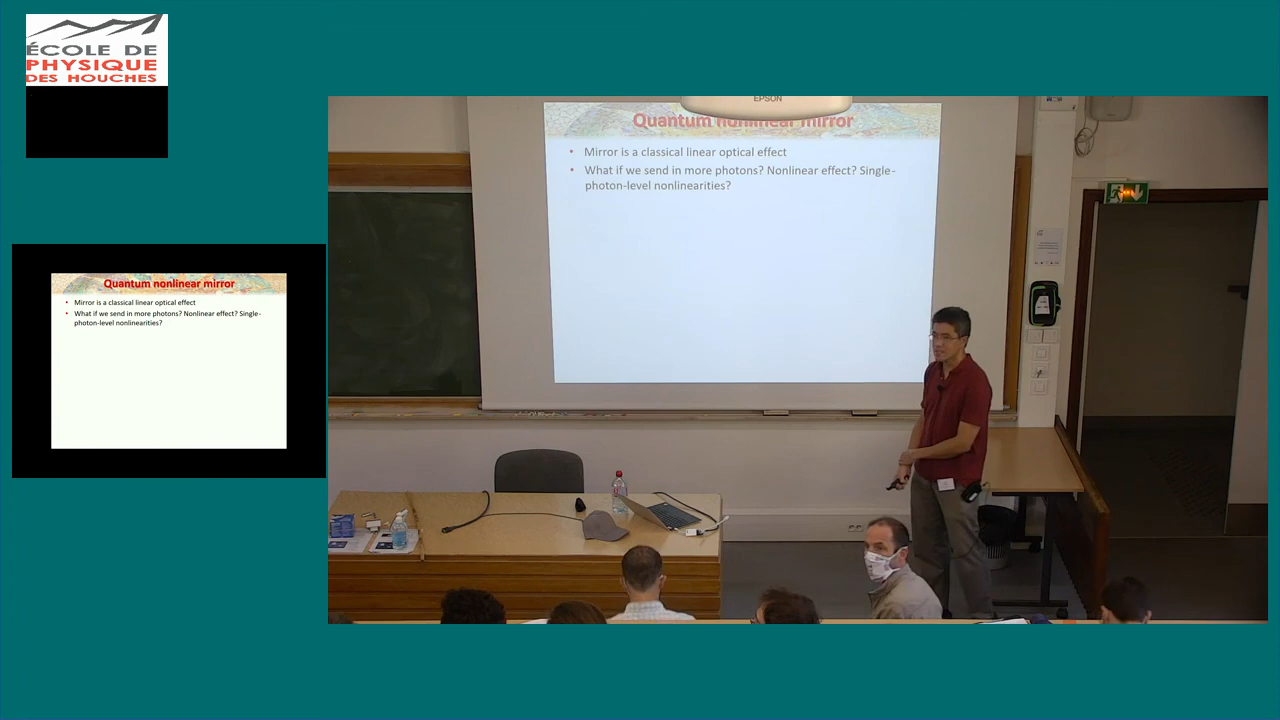 ÉCOLE DE
PHYSIQUE
DES HOUCHES
EPSON
Quantum nonlinear mirror
• Mirror is a classical linear optical effect
• What if we send in more photons? Nonlinear effect? Single-
photon-level nonlinearities?
Quantum nonlinear mirror
• Mirror is a classical linear optical effect
• What if we send in more photons? Nonlinear effect? Single-
photon-level nonlinearities?